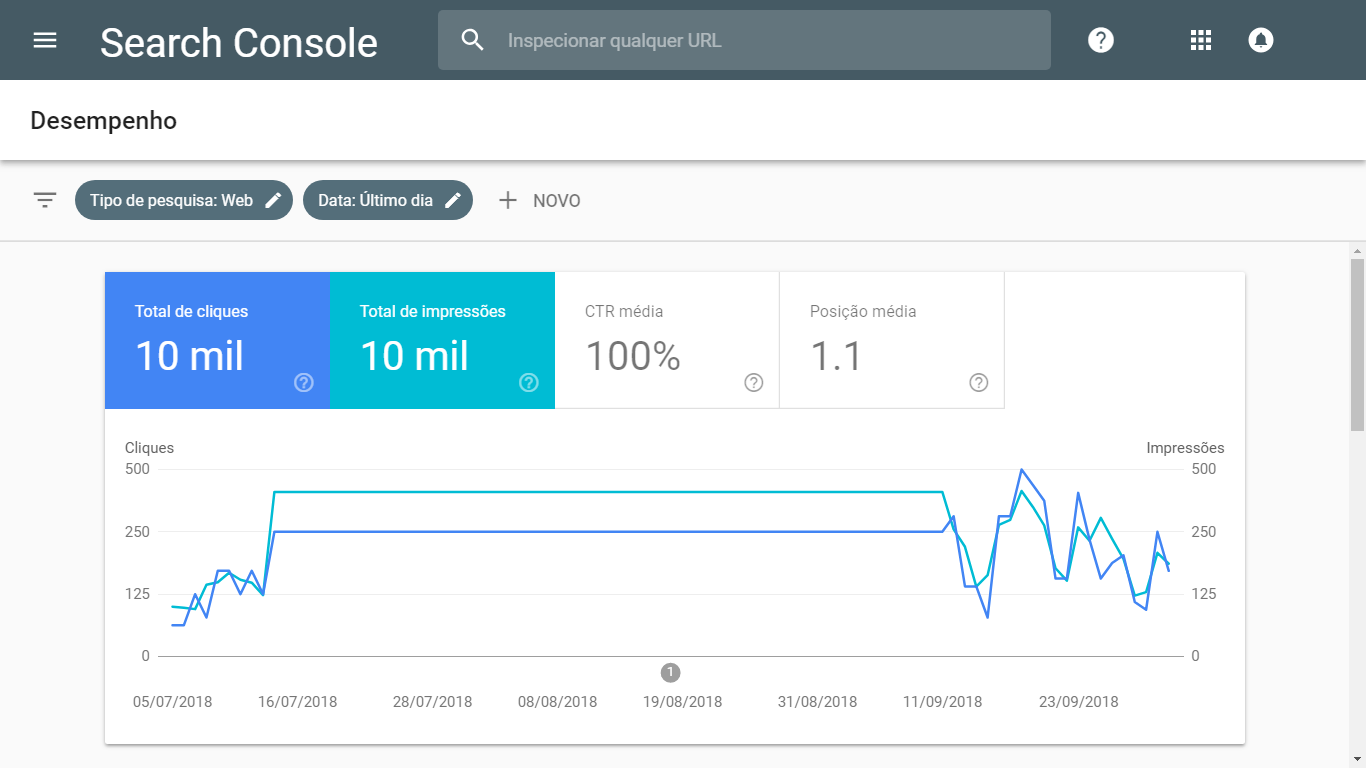 Search Console
Inspecionar qualquer URL
Desempenho
Tipo de pesquisa: Web
Data: Último dia
NOVO
Total de cliques
10 mil
Total de impressões
10 mil
CTR média
100%
Posição média
1.1
Cliques
Impressões
500
500
250
250
125
125
0
0
1
05/07/2018
16/07/2018
28/07/2018
08/08/2018
19/08/2018
31/08/2018
11/09/2018
23/09/2018